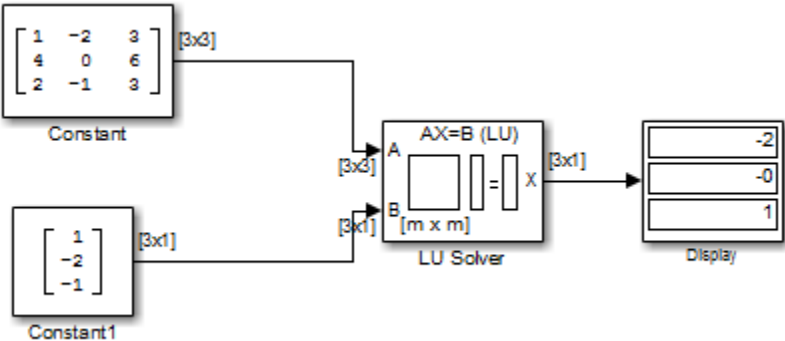 1 -2 3
4 0 6
2 -1 3
[3x3]
Constant
1
-2
-1
[3x1]
Constant1
AX=B (LU)
[3x3]
A
[3x1]
B
=
X
[m x m]
LU Solver
[3x1]
-2
-0
1
Display